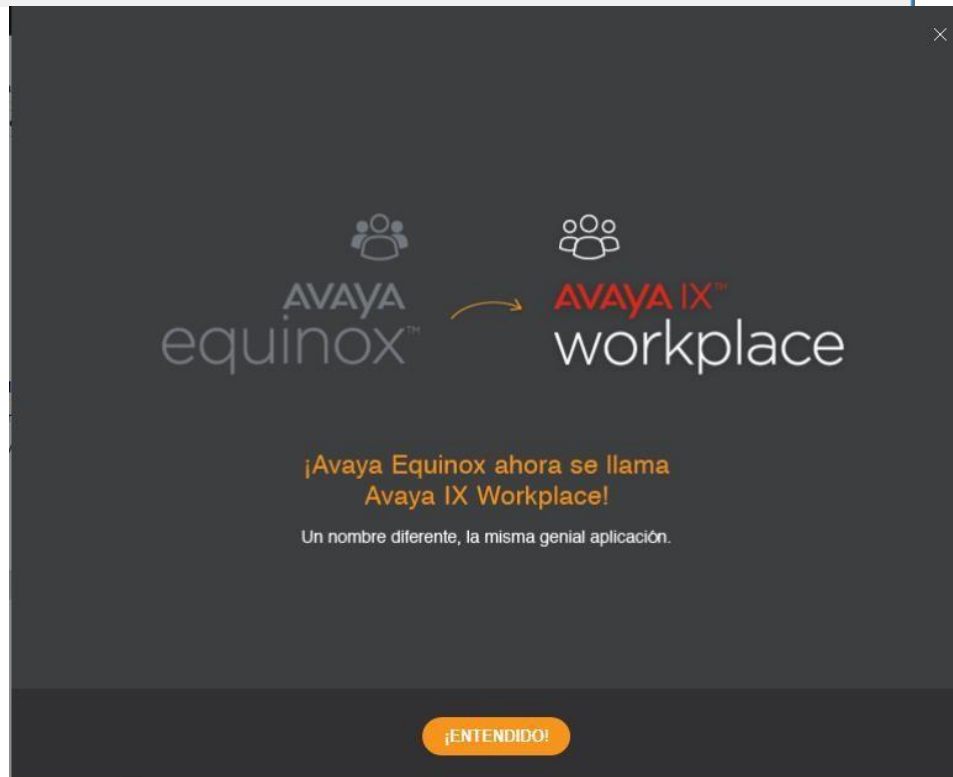 AVAYA
equinox™
AVAYA IX™
workplace
¡Avaya Equinox ahora se llama
Avaya IX Workplace!
Un nombre diferente, la misma genial aplicación.
¡ENTENDIDO!